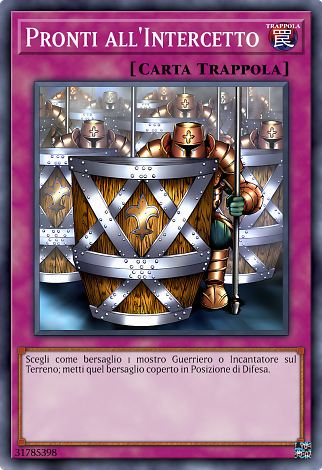 Pronti all'Intercetto
TRAPPOLA
罠
[Carta Trappola]
Scegli come bersaglio 1 mostro Guerriero o Incantatore sul
Terreno; metti quel bersaglio coperto in Posizione di Difesa.
31785398